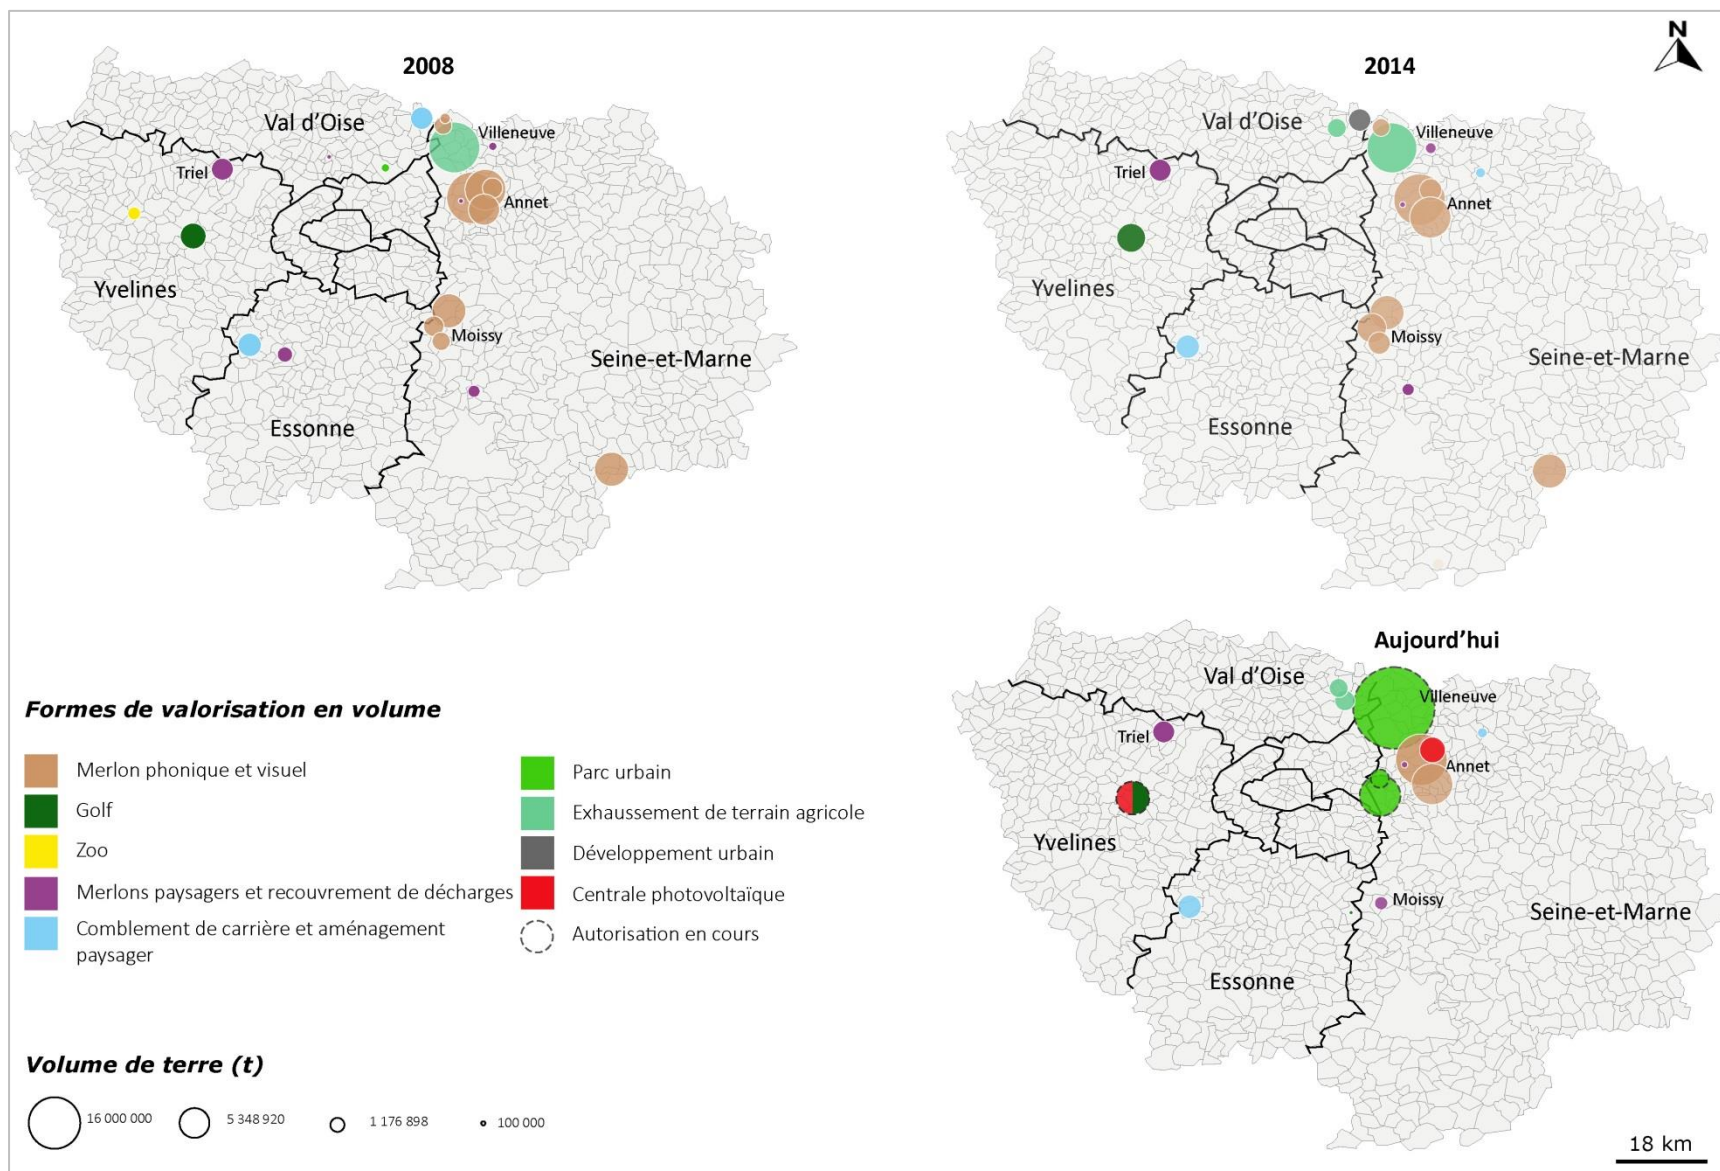 N
2008
Val d'Oise
Villeneuve
Triel
Annet
Yvelines
Moissy
Seine-et-Marne
Essonne
2014
Val d'Oise
Villeneuve
Triel
Annet
Yvelines
Moissy
Seine-et-Marne
Essonne
Aujourd'hui
Val d'Oise
Villeneuve
Triel
Annet
Yvelines
Moissy
Seine-et-Marne
Essonne
Formes de valorisation en volume
Merlon phonique et visuel
Golf
Zoo
Merlons paysagers et recouvrement de décharges
Comblement de carrière et aménagement
paysager
Parc urbain
Exhaussement de terrain agricole
Développement urbain
Centrale photovoltaïque
Autorisation en cours
Volume de terre (t)
16 000 000
5 348 920
1 176 898
100 000
18 km